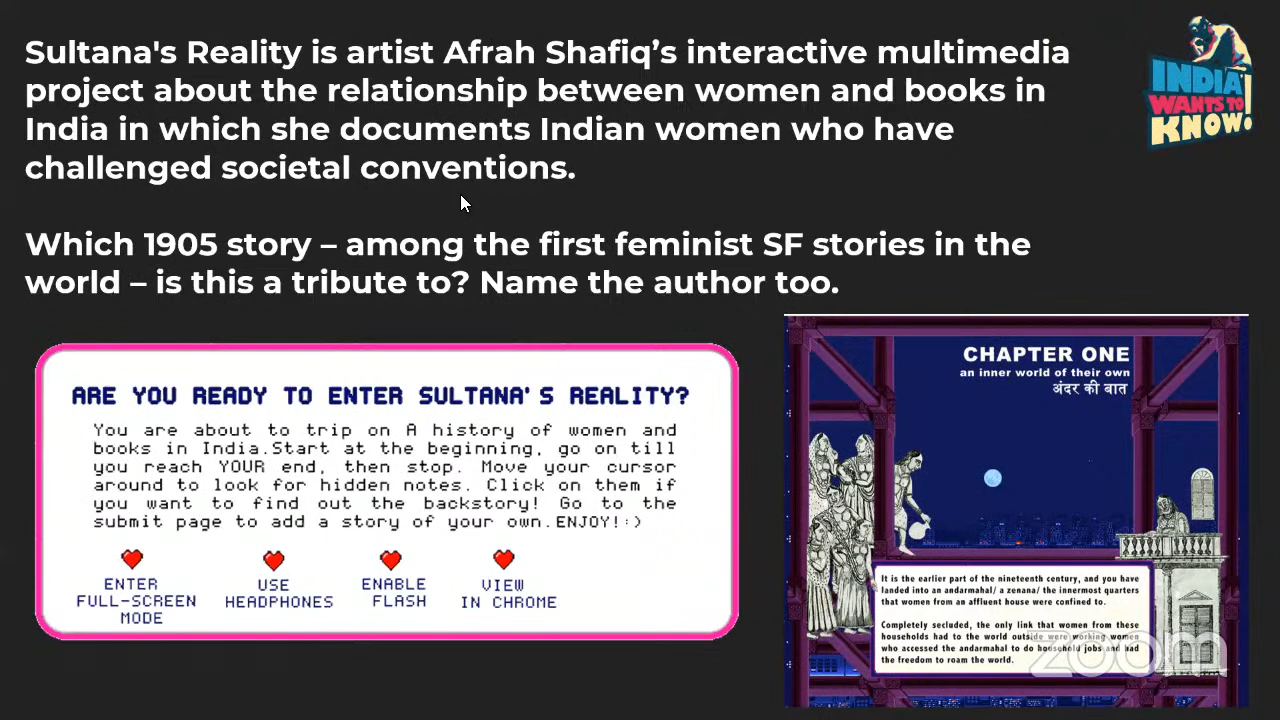 Sultana's Reality is artist Afrah Shafiq’s interactive multimedia
project about the relationship between women and books in
India in which she documents Indian women who have
challenged societal conventions.
Which 1905 story – among the first feminist SF stories in the
world – is this a tribute to? Name the author too.
INDIA
WANTS TO
KNOW!
ARE YOU READY TO ENTER SULTANA'S REALITY?
You are about to trip on A history of women and
books in India.Start at the beginning, go on till
you reach YOUR end, then stop. Move your cursor
around to look for hidden notes. Click on them if
you want to find out the backstory! Go to the
submit page to add a story of your own.ENJOY!:)
ENTER
FULL-SCREEN
MODE
USE
HEADPHONES
ENABLE
FLASH
VIEW
IN CHROME
CHAPTER ONE
an inner world of their own
अंदर की बात
It is the earlier part of the nineteenth century, and you have
landed into an andarmahal/ a zenana/ the innermost quarters
that women from an affluent house were confined to.
Completely secluded, the only link that women from these
households had to the world outside were working women
who accessed the andarmahal to do household jobs and had
the freedom to roam the world.
zoom